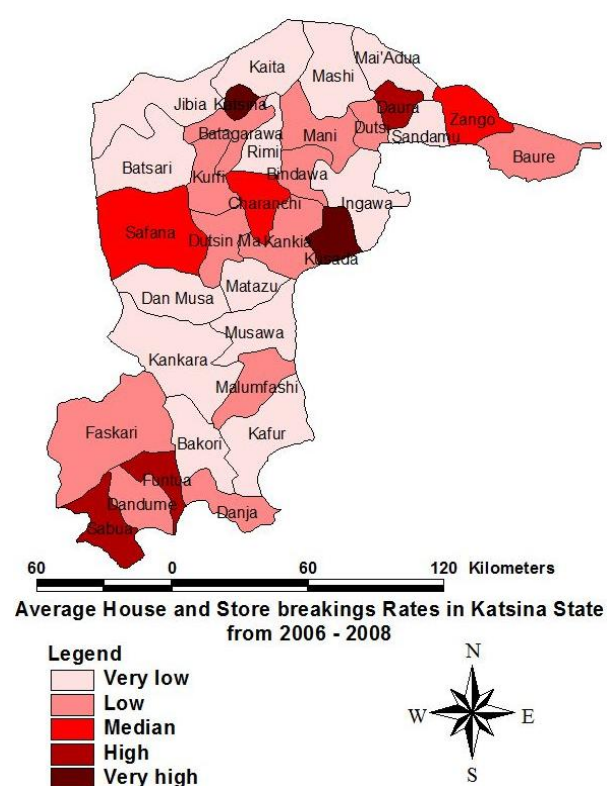 Kaita
Mashi
Mai'Adua
Jibia
Katsina
Daura
Zango
Batagarawa
Mani
Dutsi
Sandamu
Rimi
Baure
Batsari
Kurfi
Bindawa
Charanchi
Ingawa
Safana
Dutsin Ma
Kankia
Kusada
Matazu
Dan Musa
Musawa
Kankara
Malumfashi
Faskari
Bakori
Kafur
Funtua
Dandume
Danja
Sabua
60 0 60 120 Kilometers
Average House and Store breakings Rates in Katsina State
from 2006 - 2008
Legend
Very low
Low
Median
High
Very high
N
W E
S